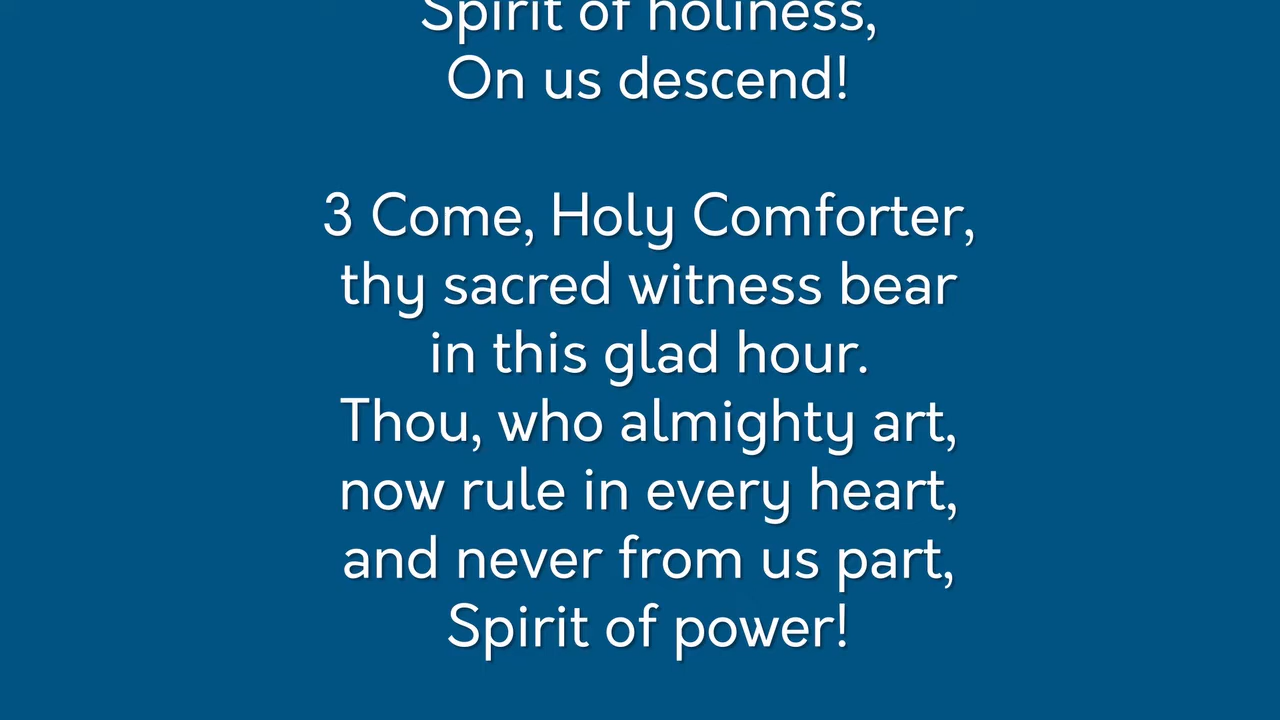 Spirit of holiness,
On us descend!
3 Come, Holy Comforter,
thy sacred witness bear
in this glad hour.
Thou, who almighty art,
now rule in every heart,
and never from us part,
Spirit of power!